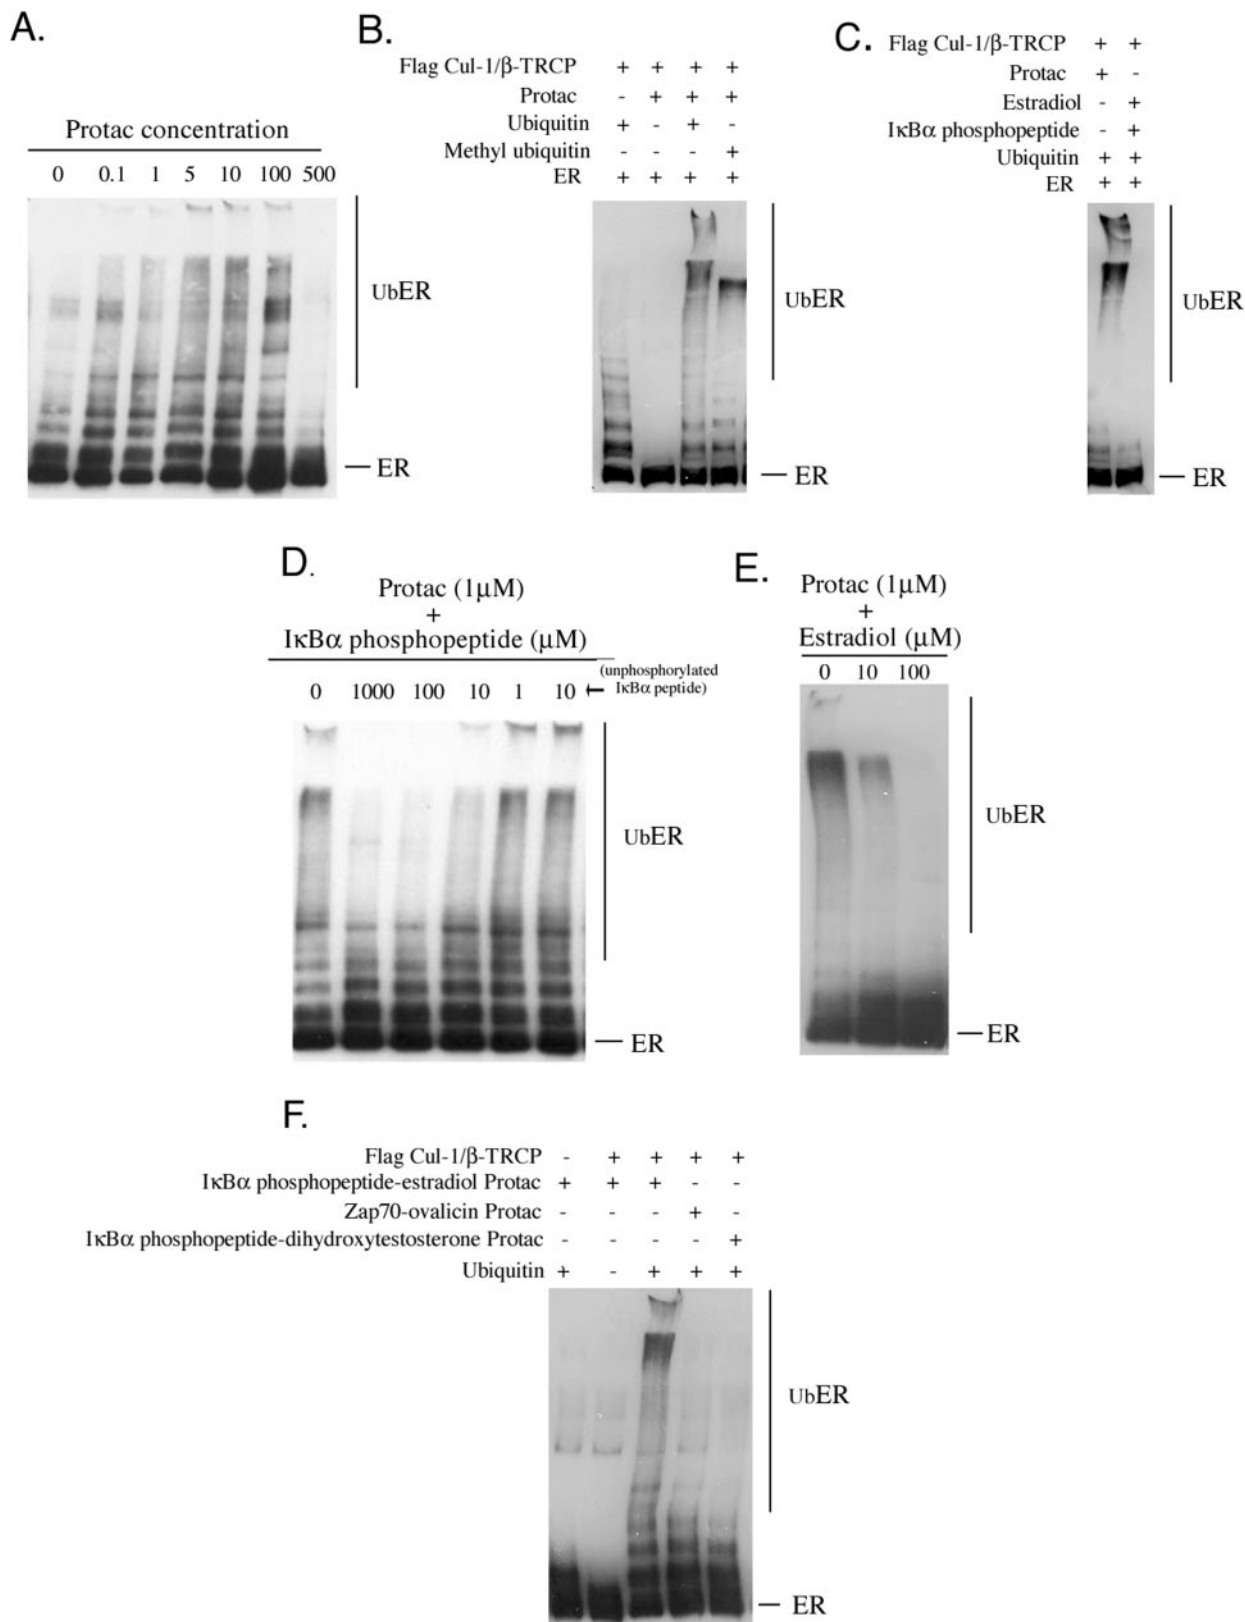 A.
Protac concentration
0 0.1 1 5 10 100 500
UbER
ER
B.
Flag Cul-1/β-TRCP + + + +
Protac - + + +
Ubiquitin + - + -
Methyl ubiquitin - - - +
ER + + + +
UbER
ER
C.
Flag Cul-1/β-TRCP + +
Protac + -
Estradiol - +
IκBα phosphopeptide - +
Ubiquitin + +
ER + +
UbER
ER
D.
Protac (1µM)
+
IκBα phosphopeptide (µM)
(unphosphorylated
IκBα peptide)
0 1000 100 10 1 10 ←
UbER
ER
E.
Protac (1µM)
+
Estradiol (µM)
0 10 100
UbER
ER
F.
Flag Cul-1/β-TRCP - + + + +
IκBα phosphopeptide-estradiol Protac + + + - -
Zap70-ovalicin Protac - - - + -
IκBα phosphopeptide-dihydroxytestosterone Protac - - - - +
Ubiquitin + - + + +
UbER
ER